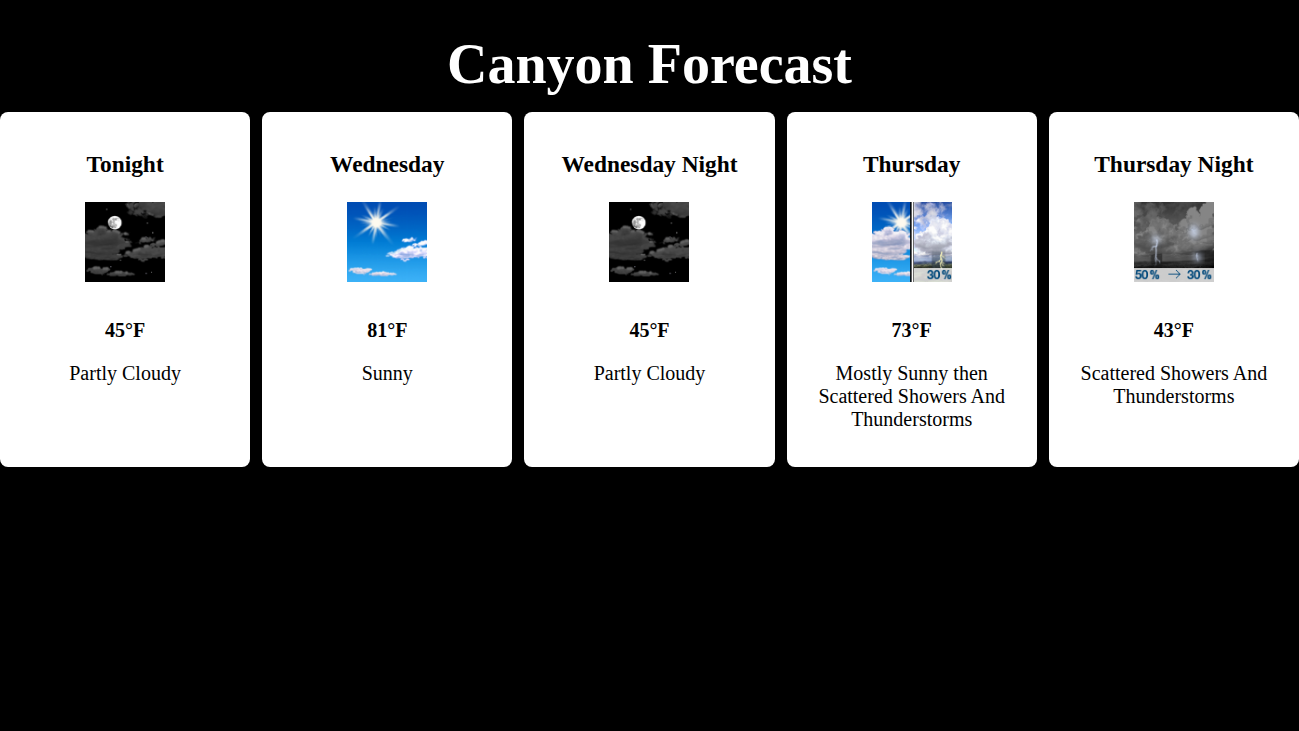 Canyon Forecast
Tonight
45°F
Partly Cloudy
Wednesday
81°F
Sunny
Wednesday Night
45°F
Partly Cloudy
Thursday
30%
73°F
Mostly Sunny then
Scattered Showers And
Thunderstorms
Thursday Night
50% → 30%
43°F
Scattered Showers And
Thunderstorms